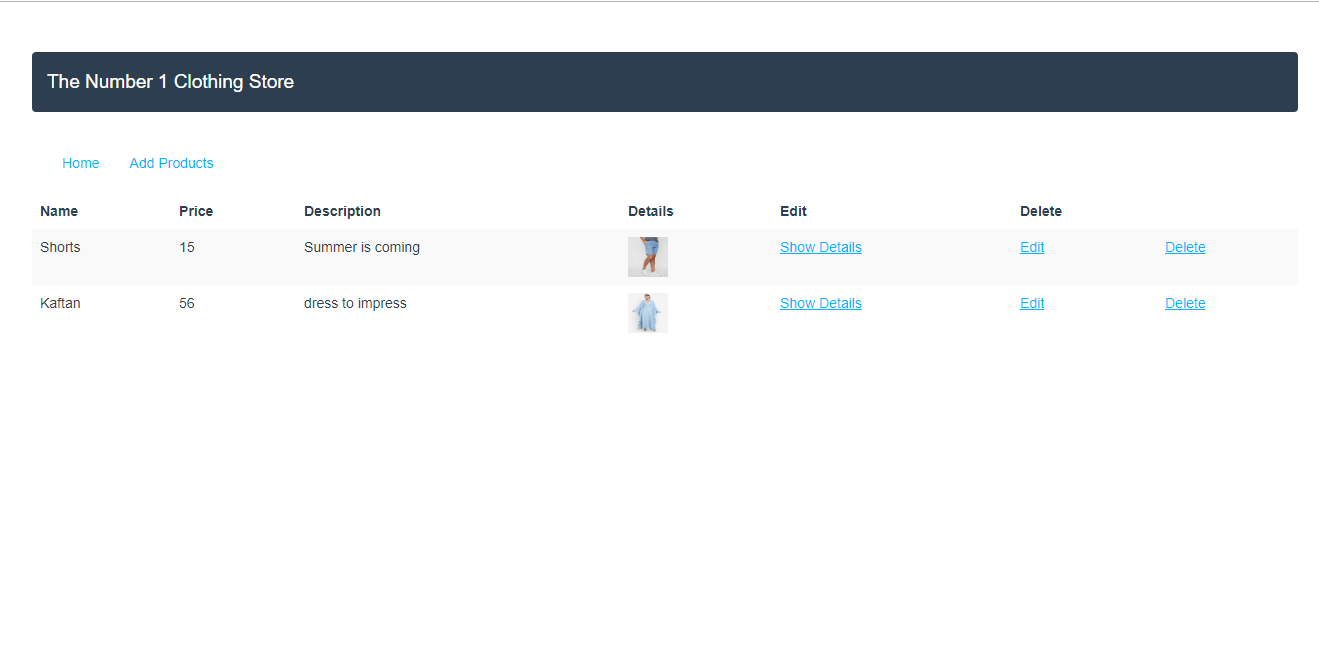 The Number 1 Clothing Store
Home Add Products
Name Price Description Details Edit Delete
Shorts 15 Summer is coming Show Details Edit Delete
Kaftan 56 dress to impress Show Details Edit Delete